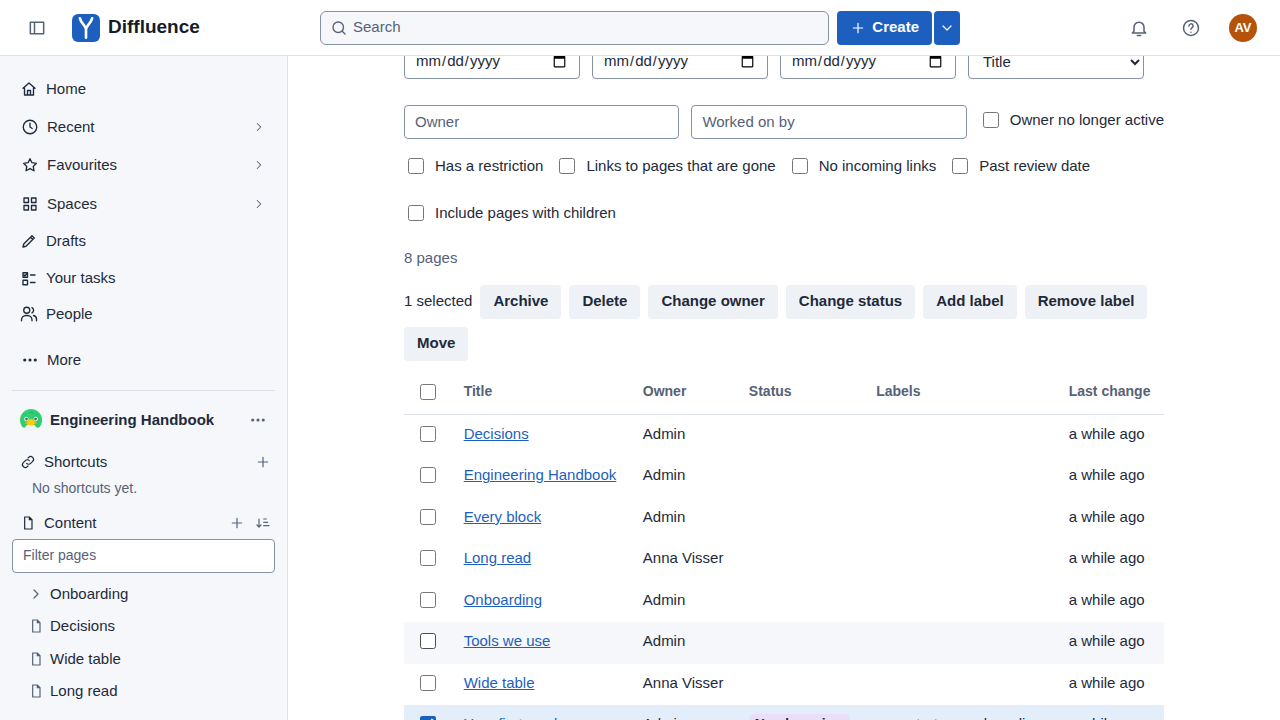 Diffluence
Search
Create
AV
Home
Recent
Favourites
Spaces
Drafts
Your tasks
People
More
Engineering Handbook
Shortcuts
No shortcuts yet.
Content
Filter pages
Onboarding
Decisions
Wide table
Long read
mm/dd/yyyy mm/dd/yyyy mm/dd/yyyy Title
Owner Worked on by Owner no longer active
Has a restriction Links to pages that are gone No incoming links Past review date
Include pages with children
8 pages
1 selected Archive Delete Change owner Change status Add label Remove label
Move
Title Owner Status Labels Last change
Decisions Admin a while ago
Engineering Handbook Admin a while ago
Every block Admin a while ago
Long read Anna Visser a while ago
Onboarding Admin a while ago
Tools we use Admin a while ago
Wide table Anna Visser a while ago